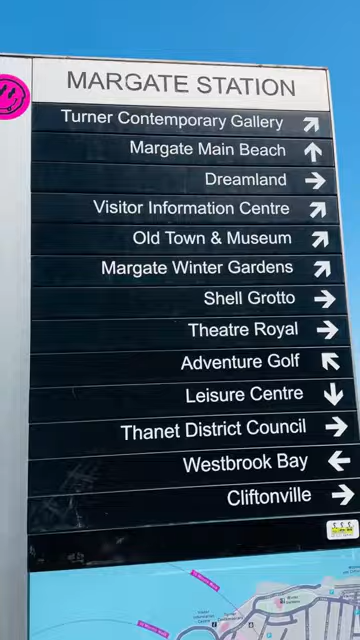 MARGATE STATION
Turner Contemporary Gallery
Margate Main Beach
Dreamland
Visitor Information Centre
Old Town & Museum
Margate Winter Gardens
Shell Grotto
Theatre Royal
Adventure Golf
Leisure Centre
Thanet District Council
Westbrook Bay
Cliftonville